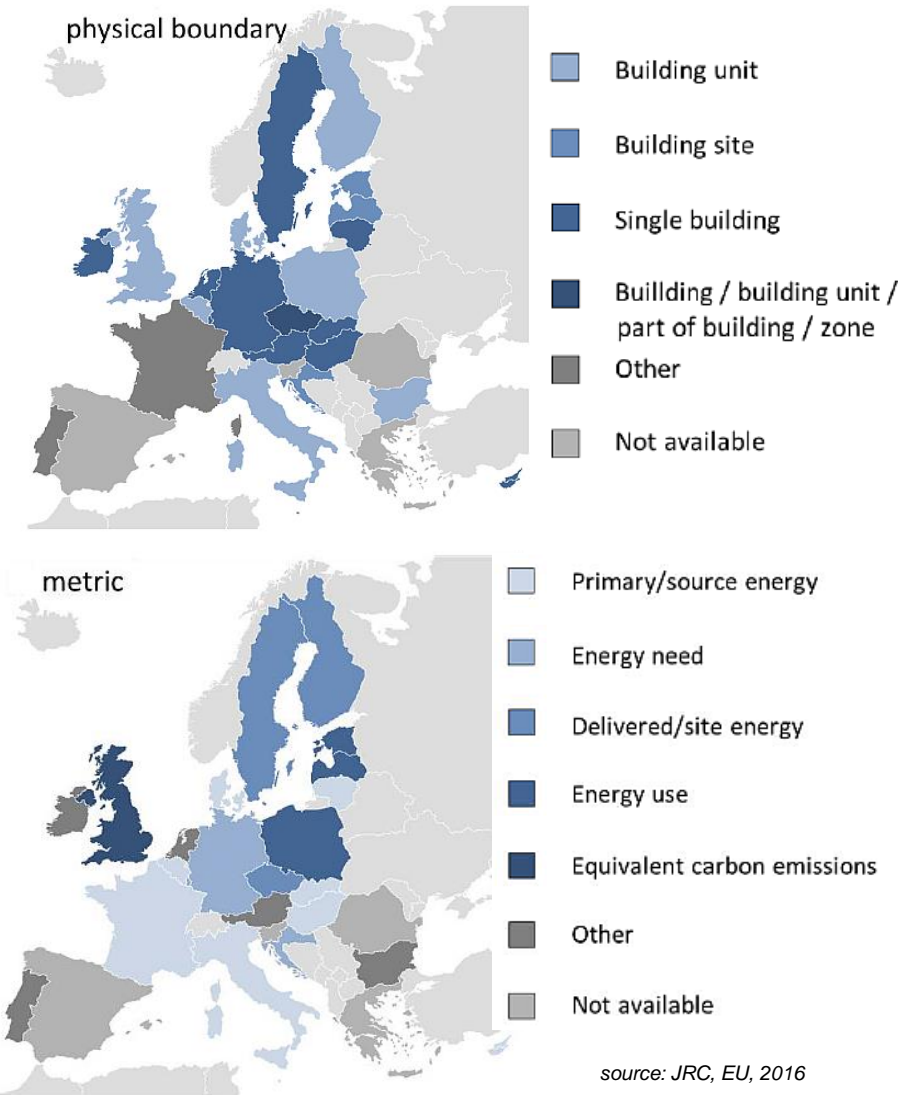 physical boundary
Building unit
Building site
Single building
Buillding / building unit /
part of building / zone
Other
Not available
metric
Primary/source energy
Energy need
Delivered/site energy
Energy use
Equivalent carbon emissions
Other
Not available
source: JRC, EU, 2016